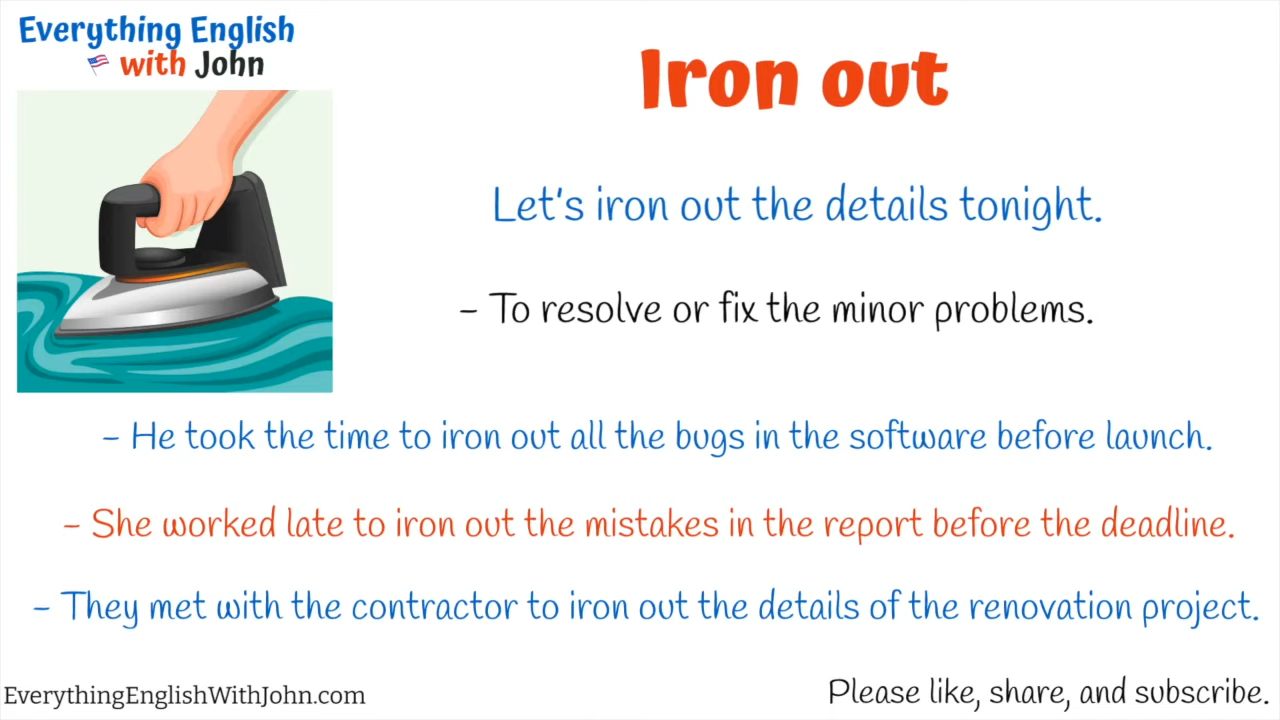 Everything English
with John
Iron out
Let's iron out the details tonight.
- To resolve or fix the minor problems.
- He took the time to iron out all the bugs in the software before launch.
- She worked late to iron out the mistakes in the report before the deadline.
- They met with the contractor to iron out the details of the renovation project.
EverythingEnglishWithJohn.com
Please like, share, and subscribe.